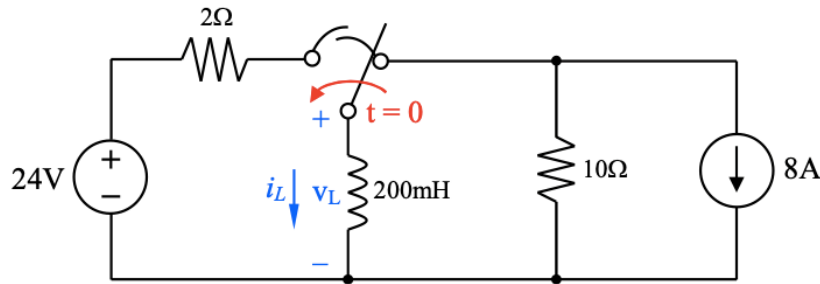 2Ω
+ t = 0
24V
+
−
i_L v_L 200mH
10Ω
8A
−